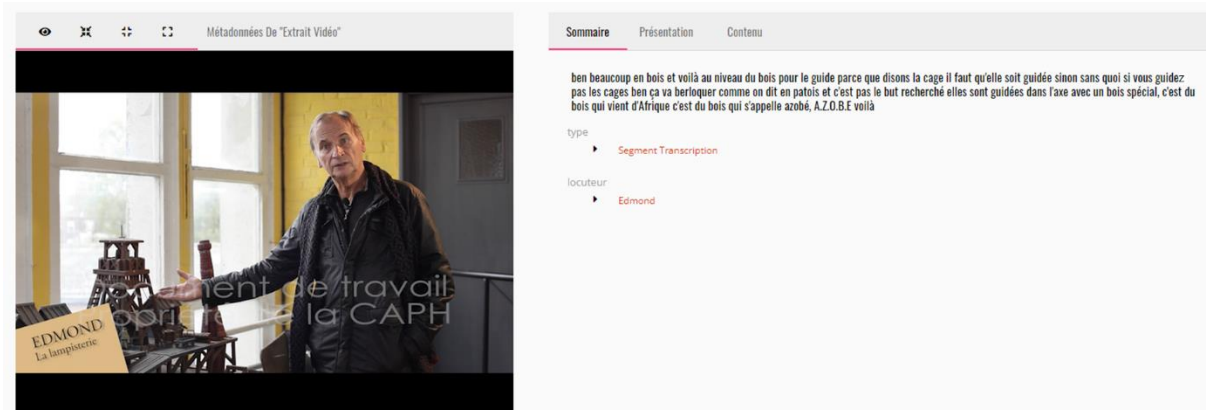 Métadonnées De "Extrait Vidéo"
Document de travail
propriété de la CAPH
EDMOND
La lampisterie
Sommaire Présentation Contenu
ben beaucoup en bois et voilà au niveau du bois pour le guide parce que disons la cage il faut qu'elle soit guidée sinon sans quoi si vous guidez
pas les cages ben ça va berloquer comme on dit en patois et c'est pas le but recherché elles sont guidées dans l'axe avec un bois spécial, c'est du
bois qui vient d'Afrique c'est du bois qui s'appelle azobé, A.Z.O.B.E voilà
type
Segment Transcription
locuteur
Edmond